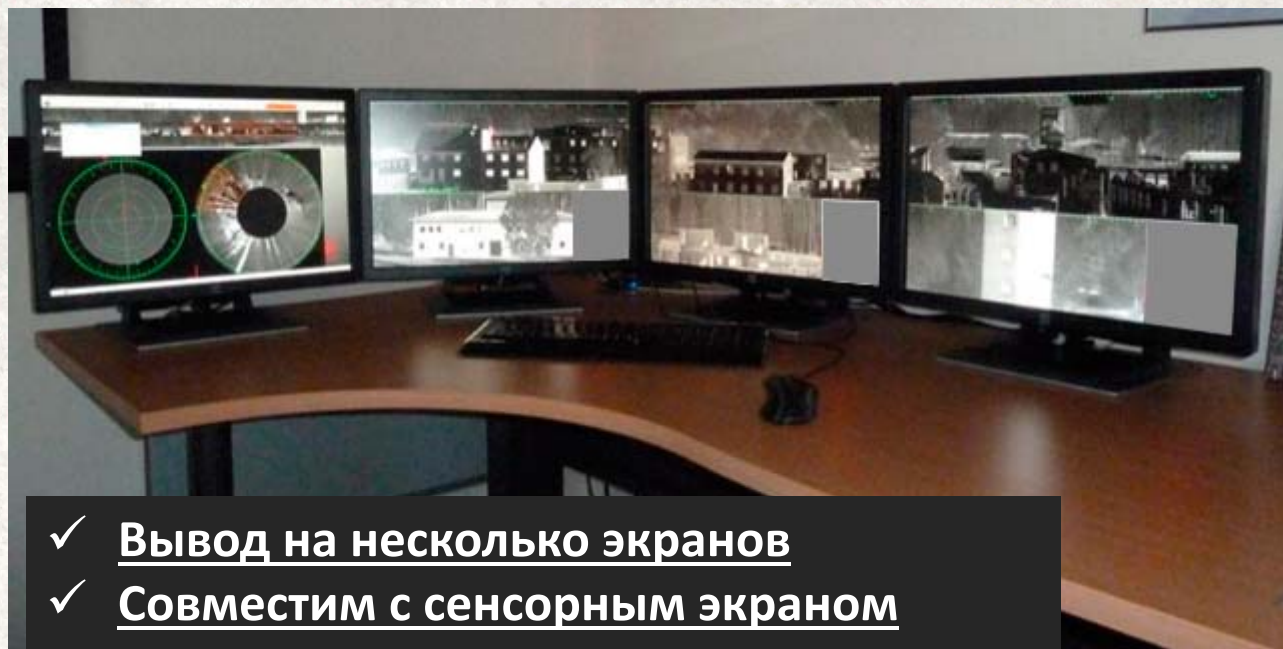 ✓ Вывод на несколько экранов
✓ Совместим с сенсорным экраном